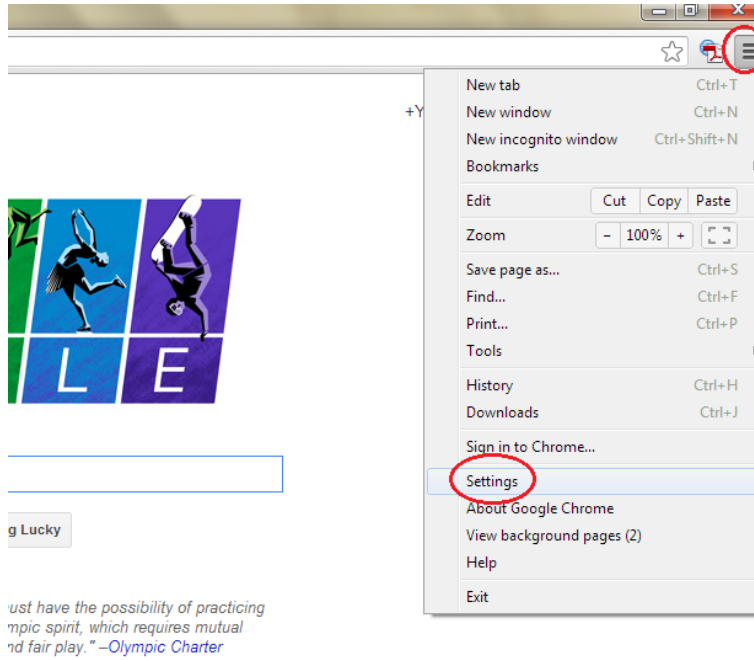 +Y
New tab Ctrl+T
New window Ctrl+N
New incognito window Ctrl+Shift+N
Bookmarks
Edit Cut Copy Paste
Zoom - 100% +
Save page as... Ctrl+S
Find... Ctrl+F
Print... Ctrl+P
Tools
History Ctrl+H
Downloads Ctrl+J
Sign in to Chrome...
Settings
About Google Chrome
View background pages (2)
Help
Exit
L E
g Lucky
ust have the possibility of practicing
mpic spirit, which requires mutual
nd fair play." –Olympic Charter